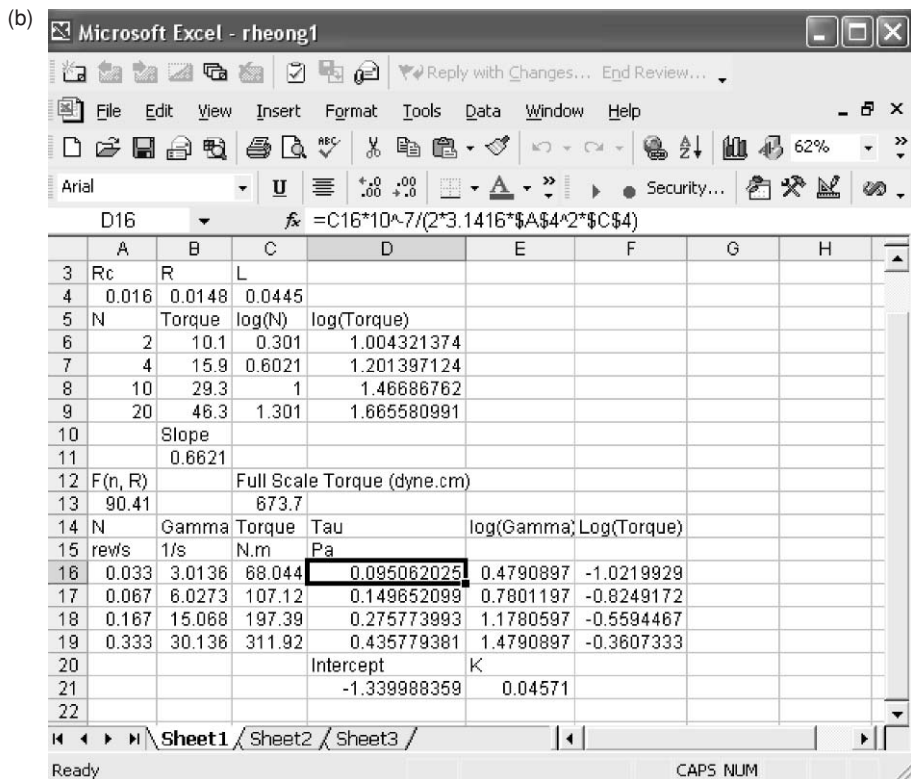 (b)
Microsoft Excel - rheong1
Reply with Changes... End Review...
File Edit View Insert Format Tools Data Window Help
ABC 62%
Arial U .0 .00 .00 .0 A Security...
D16 fx =C16*10^-7/(2*3.1416*$A$4^2*$C$4)
A B C D E F G H
3 Rc R L
4 0.016 0.0148 0.0445
5 N Torque log(N) log(Torque)
6 2 10.1 0.301 1.004321374
7 4 15.9 0.6021 1.201397124
8 10 29.3 1 1.46686762
9 20 46.3 1.301 1.665580991
10 Slope
11 0.6621
12 F(n, R) Full Scale Torque (dyne.cm)
13 90.41 673.7
14 N Gamma Torque Tau log(Gamma) Log(Torque)
15 rev/s 1/s N.m Pa
16 0.033 3.0136 68.044 0.095062025 0.4790897 -1.0219929
17 0.067 6.0273 107.12 0.149652099 0.7801197 -0.8249172
18 0.167 15.068 197.39 0.275773993 1.1780597 -0.5594467
19 0.333 30.136 311.92 0.435779381 1.4790897 -0.3607333
20 Intercept K
21 -1.339988359 0.04571
22
Sheet1 / Sheet2 / Sheet3 /
Ready CAPS NUM